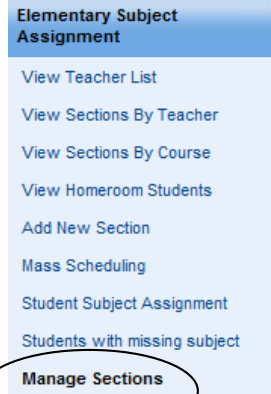 Elementary Subject
Assignment
View Teacher List
View Sections By Teacher
View Sections By Course
View Homeroom Students
Add New Section
Mass Scheduling
Student Subject Assignment
Students with missing subject
Manage Sections